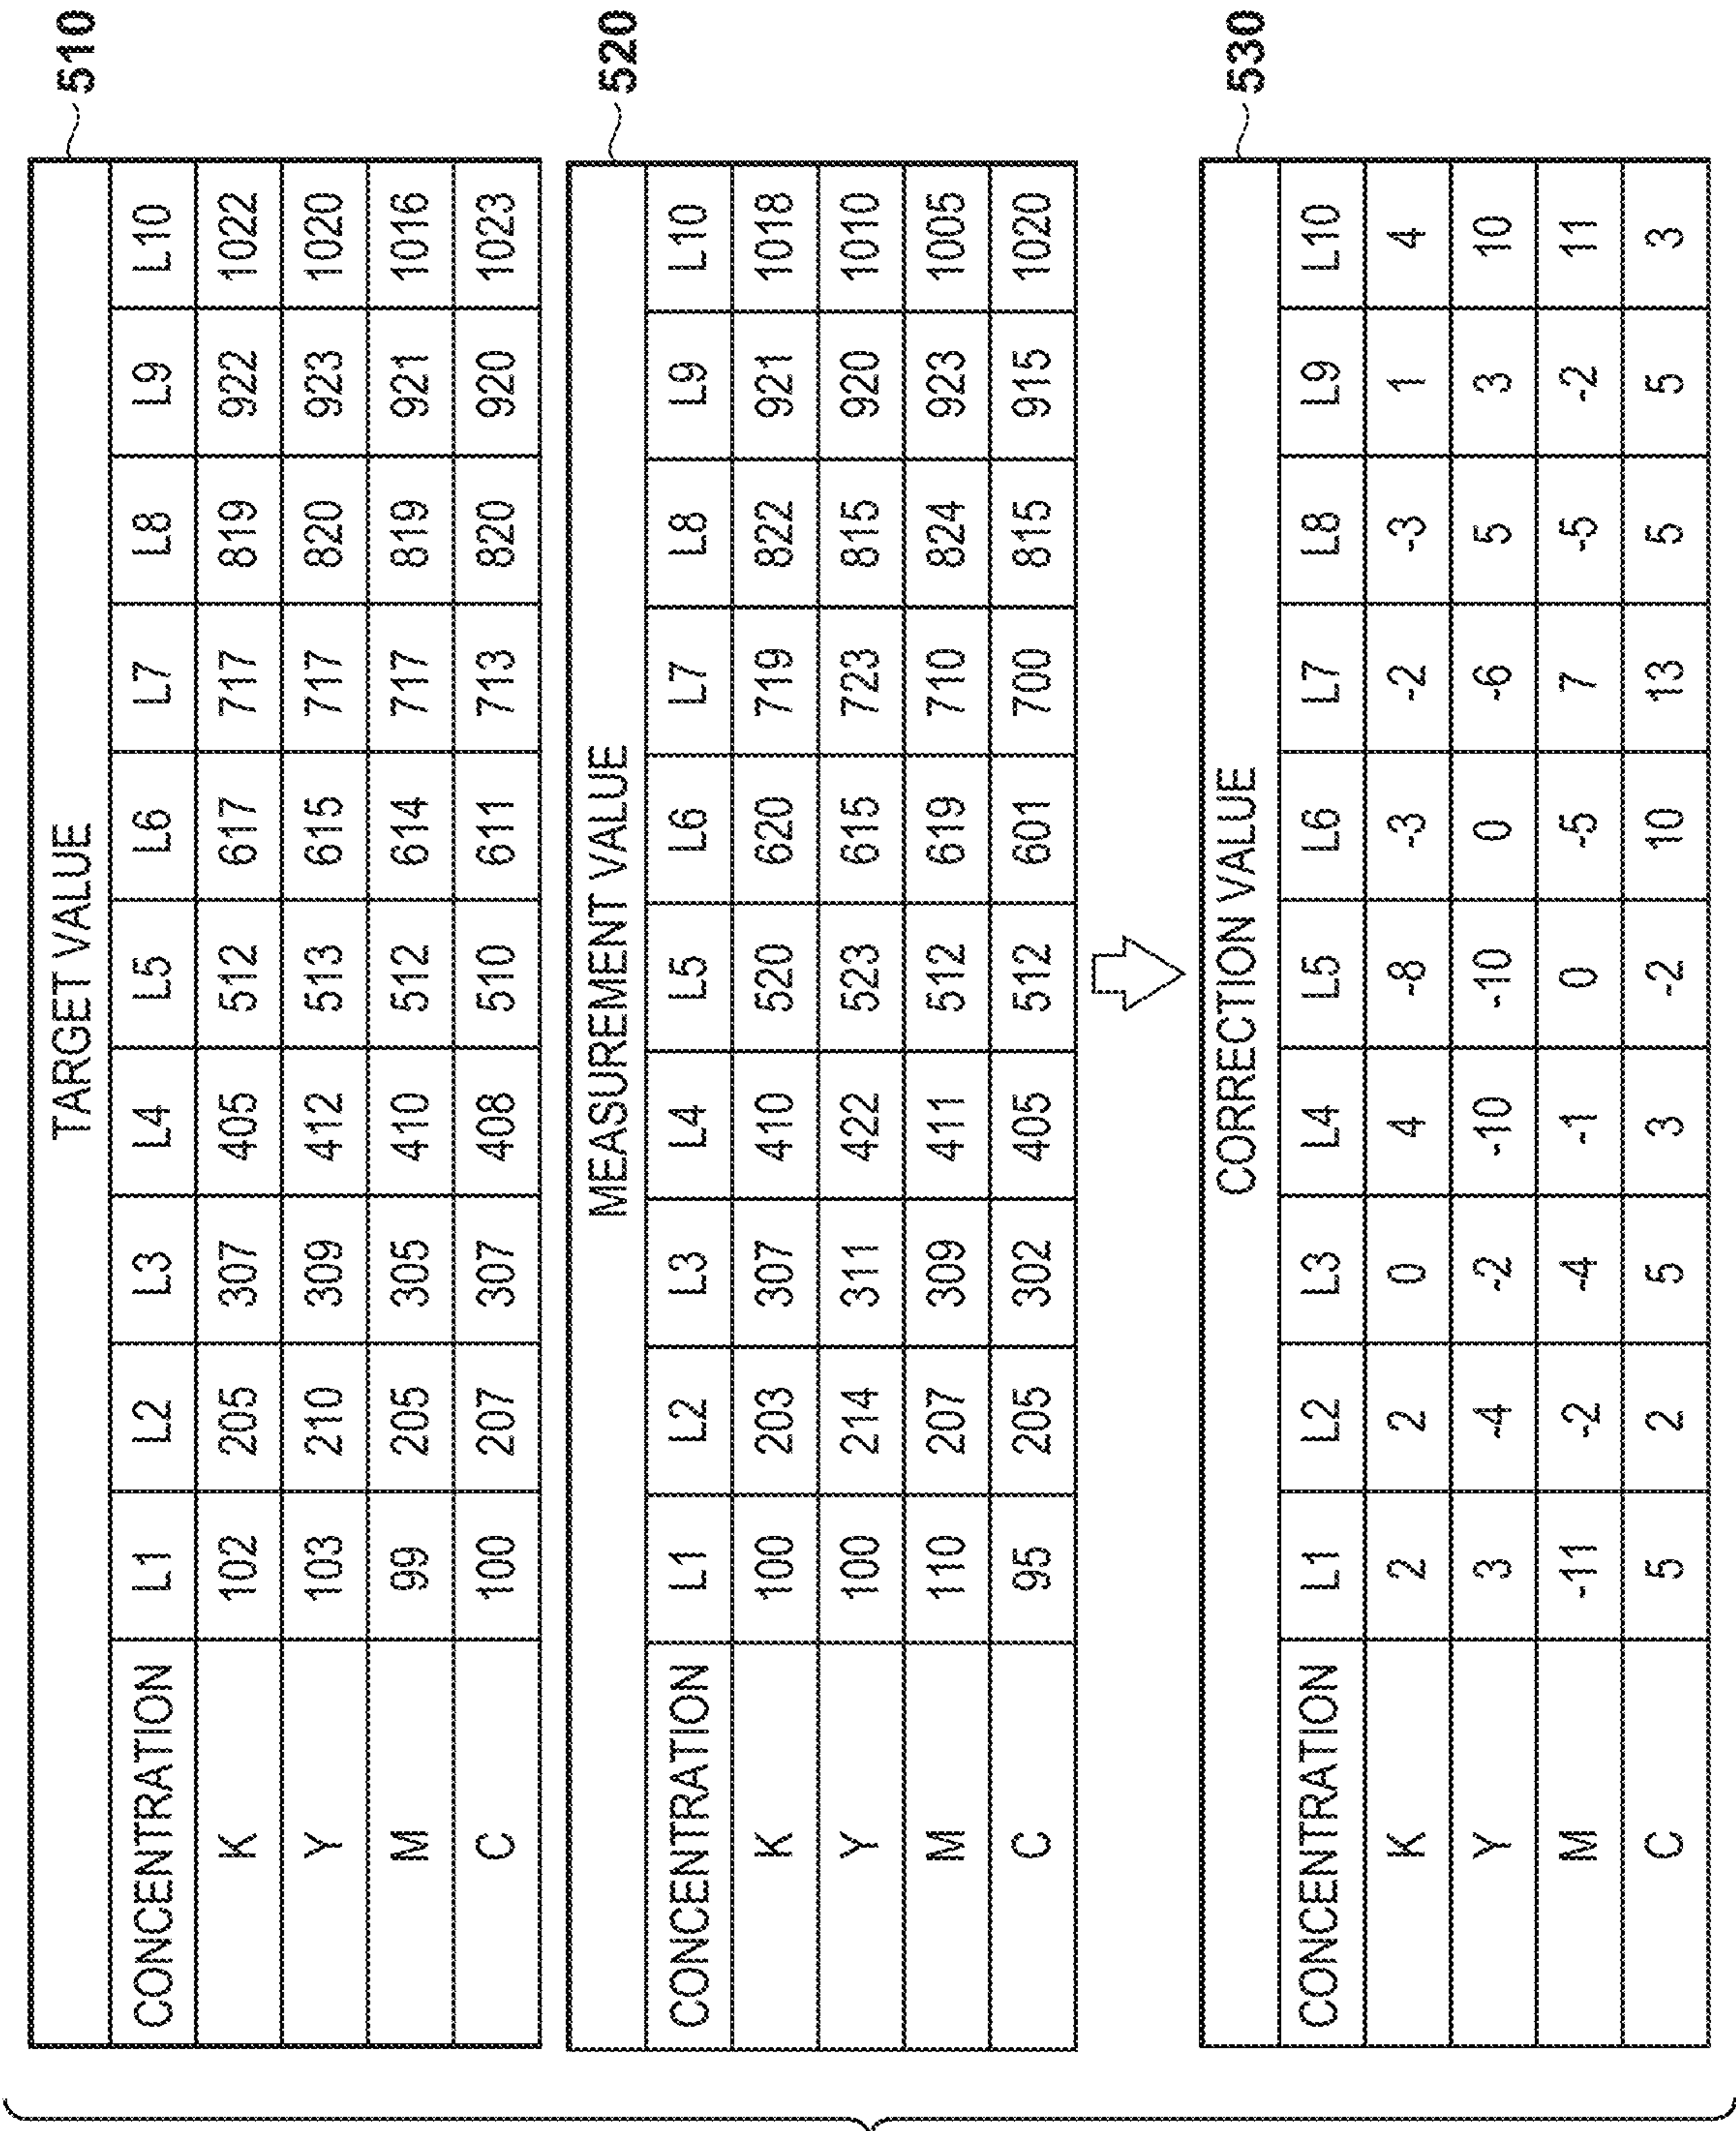 510
TARGET VALUE
CONCENTRATION L1 L2 L3 L4 L5 L6 L7 L8 L9 L10
K 102 205 307 405 512 617 717 819 922 1022
Y 103 210 309 412 513 615 717 820 923 1020
M 99 205 305 410 512 614 717 819 921 1016
C 100 207 307 408 510 611 713 820 920 1023
520
MEASUREMENT VALUE
CONCENTRATION L1 L2 L3 L4 L5 L6 L7 L8 L9 L10
K 100 203 307 410 520 620 719 822 921 1018
Y 100 214 311 422 523 615 723 815 920 1010
M 110 207 309 411 512 619 710 824 923 1005
C 95 205 302 405 512 601 700 815 915 1020
530
CORRECTION VALUE
CONCENTRATION L1 L2 L3 L4 L5 L6 L7 L8 L9 L10
K 2 2 0 4 -8 -3 -2 -3 1 4
Y 3 -4 -2 -10 -10 0 -6 5 3 10
M -11 -2 -4 -1 0 -5 7 -5 -2 11
C 5 2 5 3 -2 10 13 5 5 3